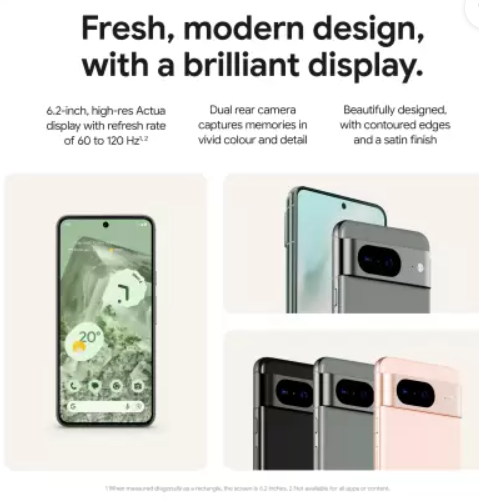 Fresh, modern design,
with a brilliant display.
6.2-inch, high-res Actua
display with refresh rate
of 60 to 120 Hz¹,²
Dual rear camera
captures memories in
vivid colour and detail
Beautifully designed,
with contoured edges
and a satin finish
20°
G
1 When measured diagonally as a rectangle, the screen is 6.2 inches. 2 Not available for all apps or content.